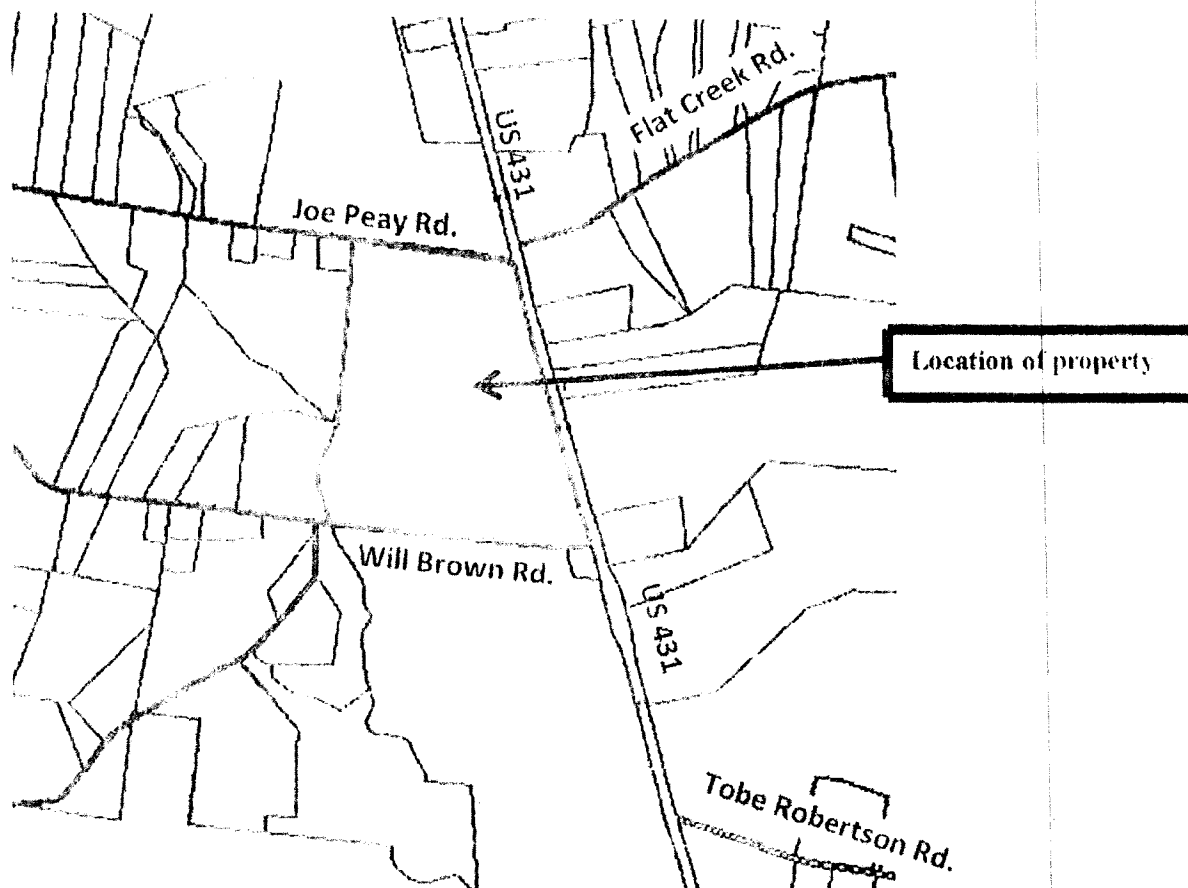 Flat Creek Rd.
US 431
Joe Peay Rd.
Location of property
Will Brown Rd.
US 431
Tobe Robertson Rd.